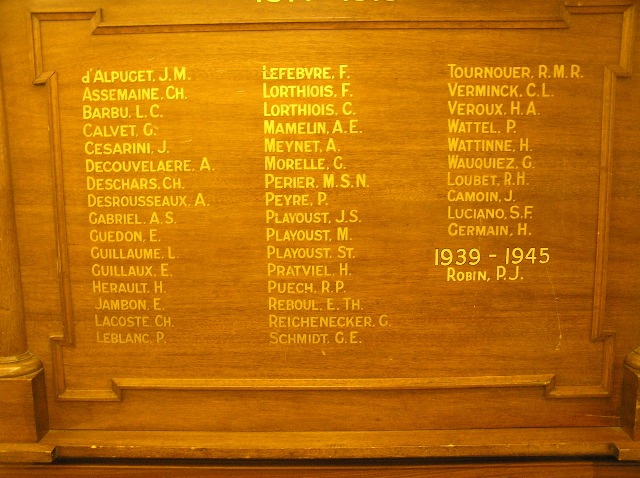 d'ALPUGET, J.M.
ASSEMAINE, CH.
BARBU, L.C.
CALVET, G.
CESARINI, J.
DECOUVELAERE, A.
DESCHARS, CH.
DESROUSSEAUX, A.
GABRIEL, A.S.
GUEDON, E.
GUILLAUME, L.
GUILLAUX, E.
HERAULT, H.
JAMBON, E.
LACOSTE CH.
LEBLANC, P.
LEFEBVRE, F.
LORTHIOIS, F.
LORTHIOIS, C.
MAMELIN, A.E.
MEYNET, A.
MORELLE, G.
PERIER, M.S.N.
PEYRE, P.
PLAYOUST, J.S.
PLAYOUST, M.
PLAYOUST, ST.
PRATVIEL, H.
PUECH, R.P.
REBOUL, E.TH.
REICHENECKER, G.
SCHMIDT, G.E.
TOURNOUER, R.M.R.
VERMINCK, C.L.
VEROUX, H.A.
WATTEL, P.
WATTINNE, H.
WAUQUIEZ, G.
LOUBET, R.H.
CAMOIN, J.
LUCIANO, S.F.
GERMAIN, H.
1939 - 1945
ROBIN, P.J.